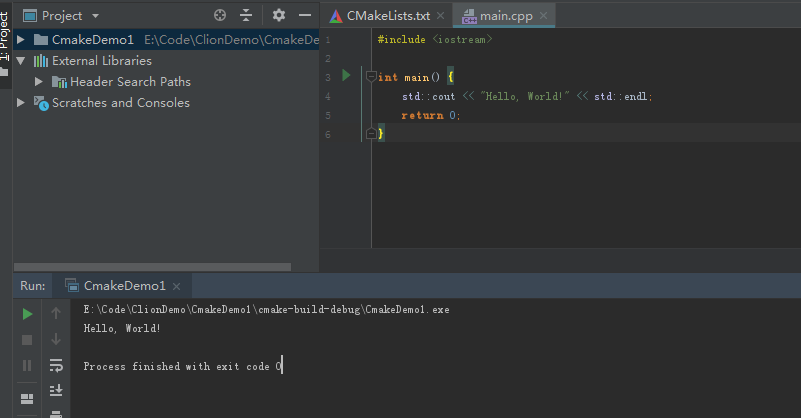 1: Project
Project
CmakeDemo1 E:\Code\ClionDemo\CmakeDe
External Libraries
Header Search Paths
Scratches and Consoles
CMakeLists.txt
main.cpp
1 #include <iostream>
2
3 int main() {
4 std::cout << "Hello, World!" << std::endl;
5 return 0;
6 }
Run: CmakeDemo1
E:\Code\ClionDemo\CmakeDemo1\cmake-build-debug\CmakeDemo1.exe
Hello, World!
Process finished with exit code 0